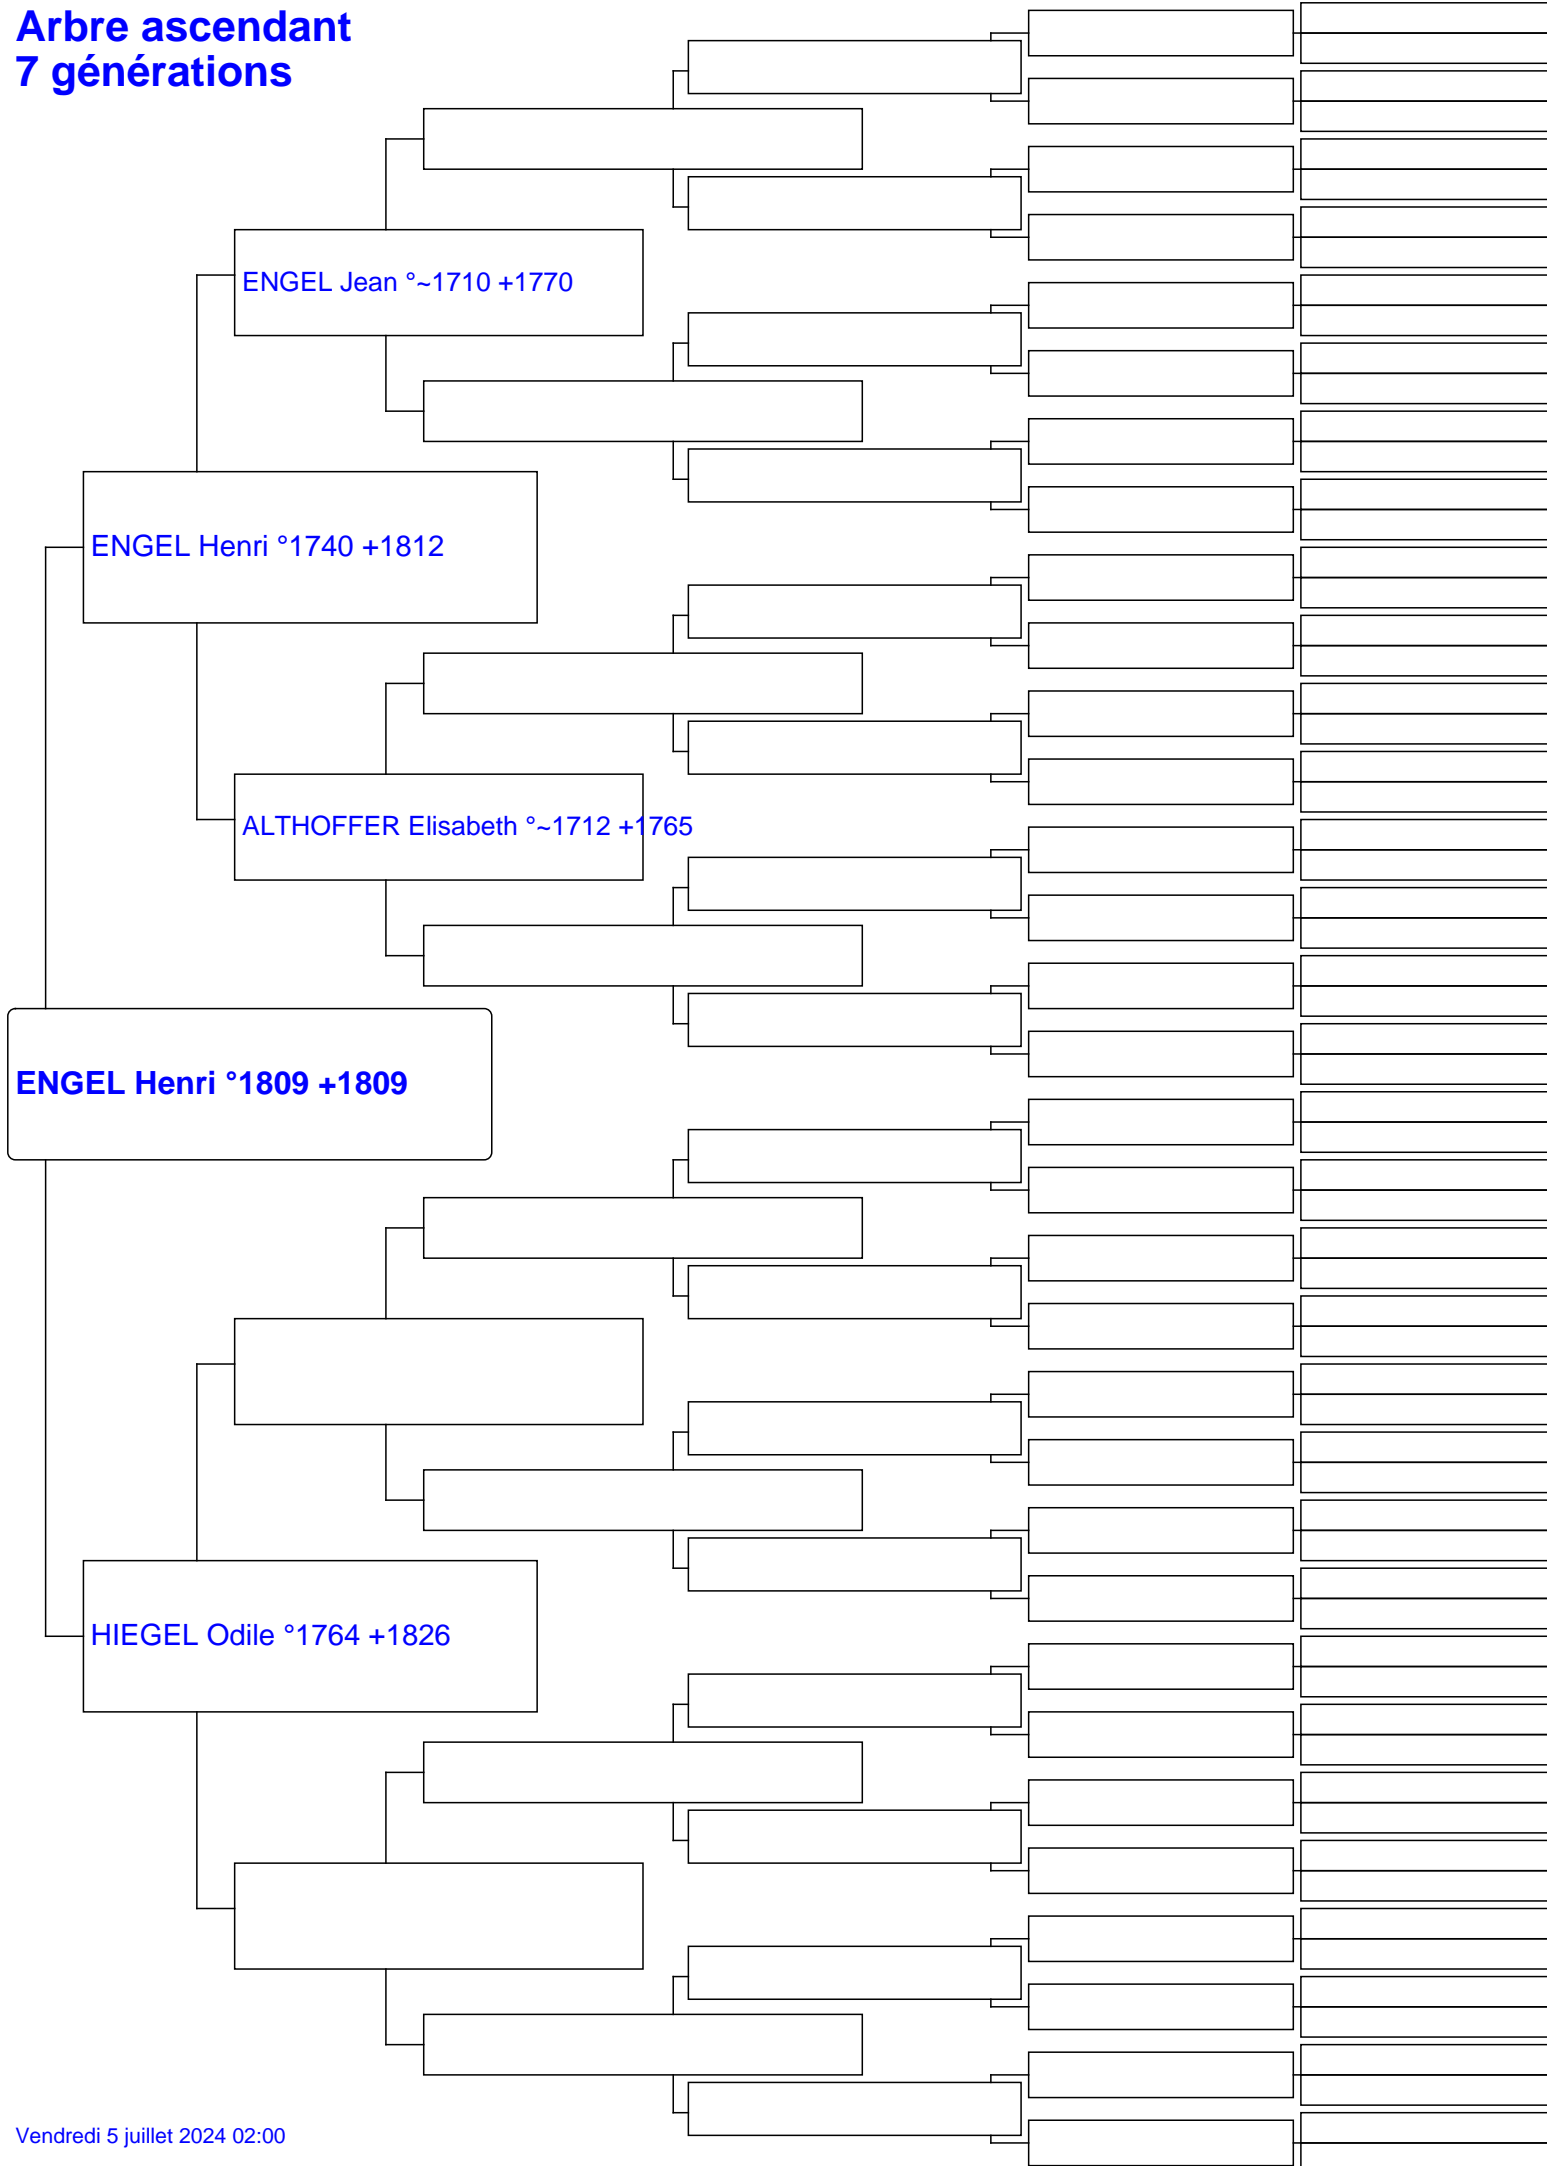 Arbre ascendant
7 générations
ENGEL Jean °~1710 +1770
ENGEL Henri °1740 +1812
ALTHOFFER Elisabeth °~1712 +1765
ENGEL Henri °1809 +1809
HIEGEL Odile °1764 +1826
Vendredi 5 juillet 2024 02:00